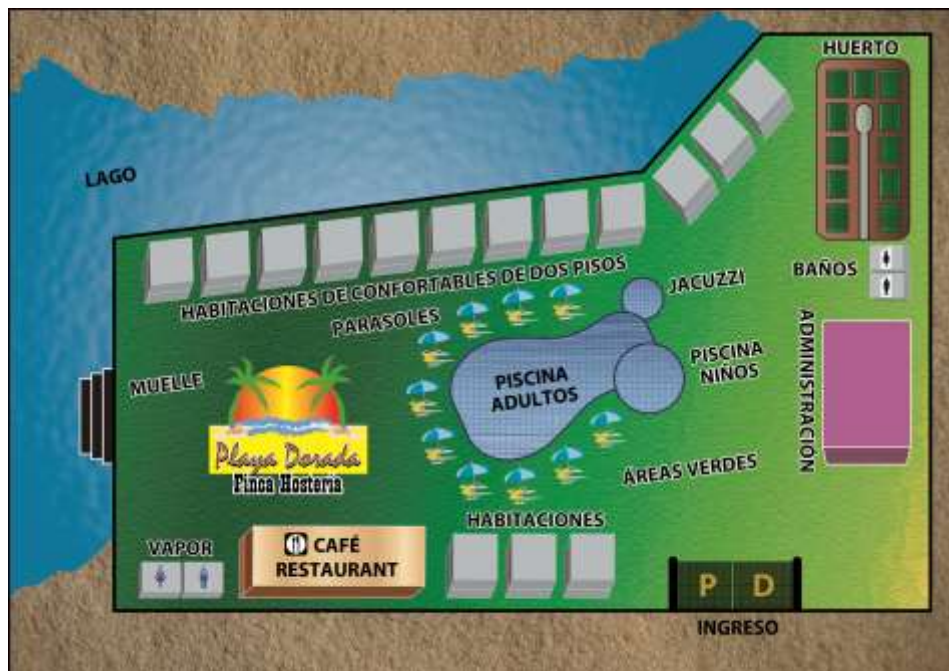 HUERTO
LAGO
BAÑOS
HABITACIONES DE CONFORTABLES DE DOS PISOS
JACUZZI
PARASOLES
ADMINISTRACIÓN
MUELLE
PISCINA
ADULTOS
PISCINA
NIÑOS
Playa Dorada
Finca Hosteria
ÁREAS VERDES
HABITACIONES
VAPOR
CAFÉ
RESTAURANT
P D
INGRESO